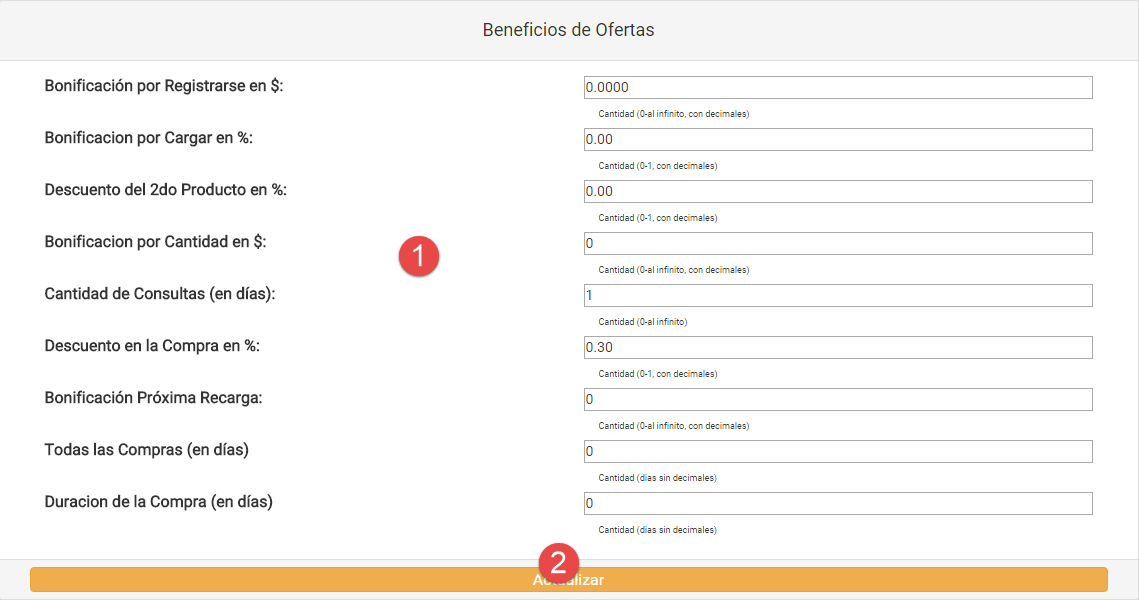 Beneficios de Ofertas
Bonificación por Registrarse en $:
0.0000
Cantidad (0-al infinito, con decimales)
Bonificacion por Cargar en %:
0.00
Cantidad (0-1, con decimales)
Descuento del 2do Producto en %:
0.00
Cantidad (0-1, con decimales)
Bonificacion por Cantidad en $:
0
1
Cantidad (0-al infinito, con decimales)
Cantidad de Consultas (en días):
1
Cantidad (0-al infinito)
Descuento en la Compra en %:
0.30
Cantidad (0-1, con decimales)
Bonificación Próxima Recarga:
0
Cantidad (0-al infinito, con decimales)
Todas las Compras (en días)
0
Cantidad (dias sin decimales)
Duracion de la Compra (en días)
0
Cantidad (dias sin decimales)
2
Actualizar